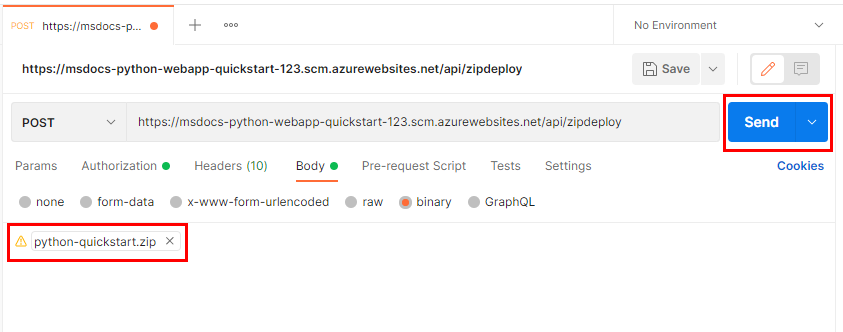 POST https://msdocs-p... No Environment
https://msdocs-python-webapp-quickstart-123.scm.azurewebsites.net/api/zipdeploy Save
POST https://msdocs-python-webapp-quickstart-123.scm.azurewebsites.net/api/zipdeploy Send
Params Authorization Headers (10) Body Pre-request Script Tests Settings Cookies
none form-data x-www-form-urlencoded raw binary GraphQL
python-quickstart.zip